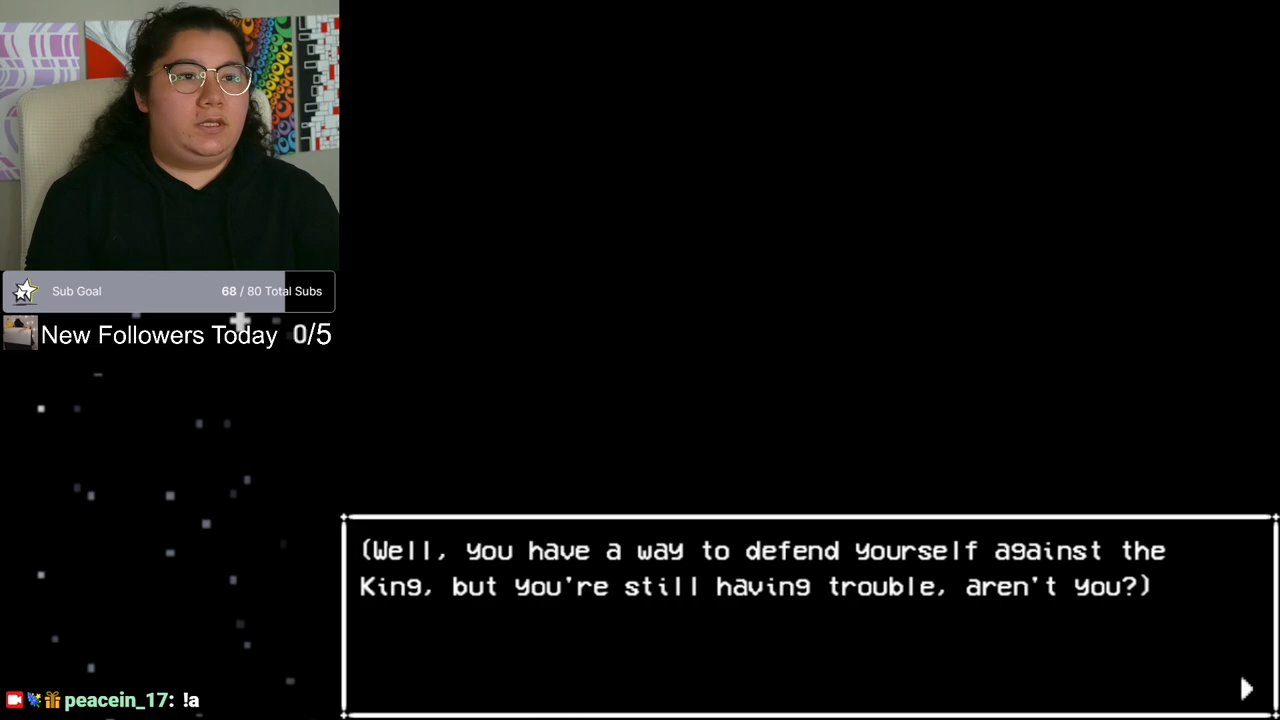 Sub Goal 68 / 80 Total Subs
New Followers Today 0/5
(Well, you have a way to defend yourself against the
King, but you're still having trouble, aren't you?)
peacein_17: !a